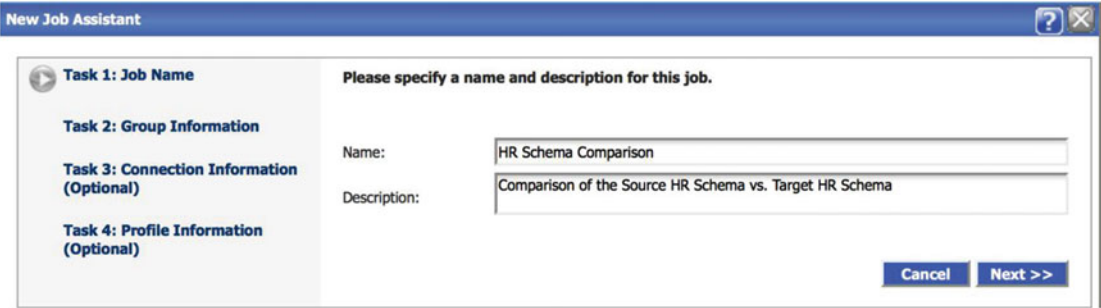 New Job Assistant
?
Task 1: Job Name
Please specify a name and description for this job.
Task 2: Group Information
Name:
HR Schema Comparison
Task 3: Connection Information
(Optional)
Description:
Comparison of the Source HR Schema vs. Target HR Schema
Task 4: Profile Information
(Optional)
Cancel
Next >>